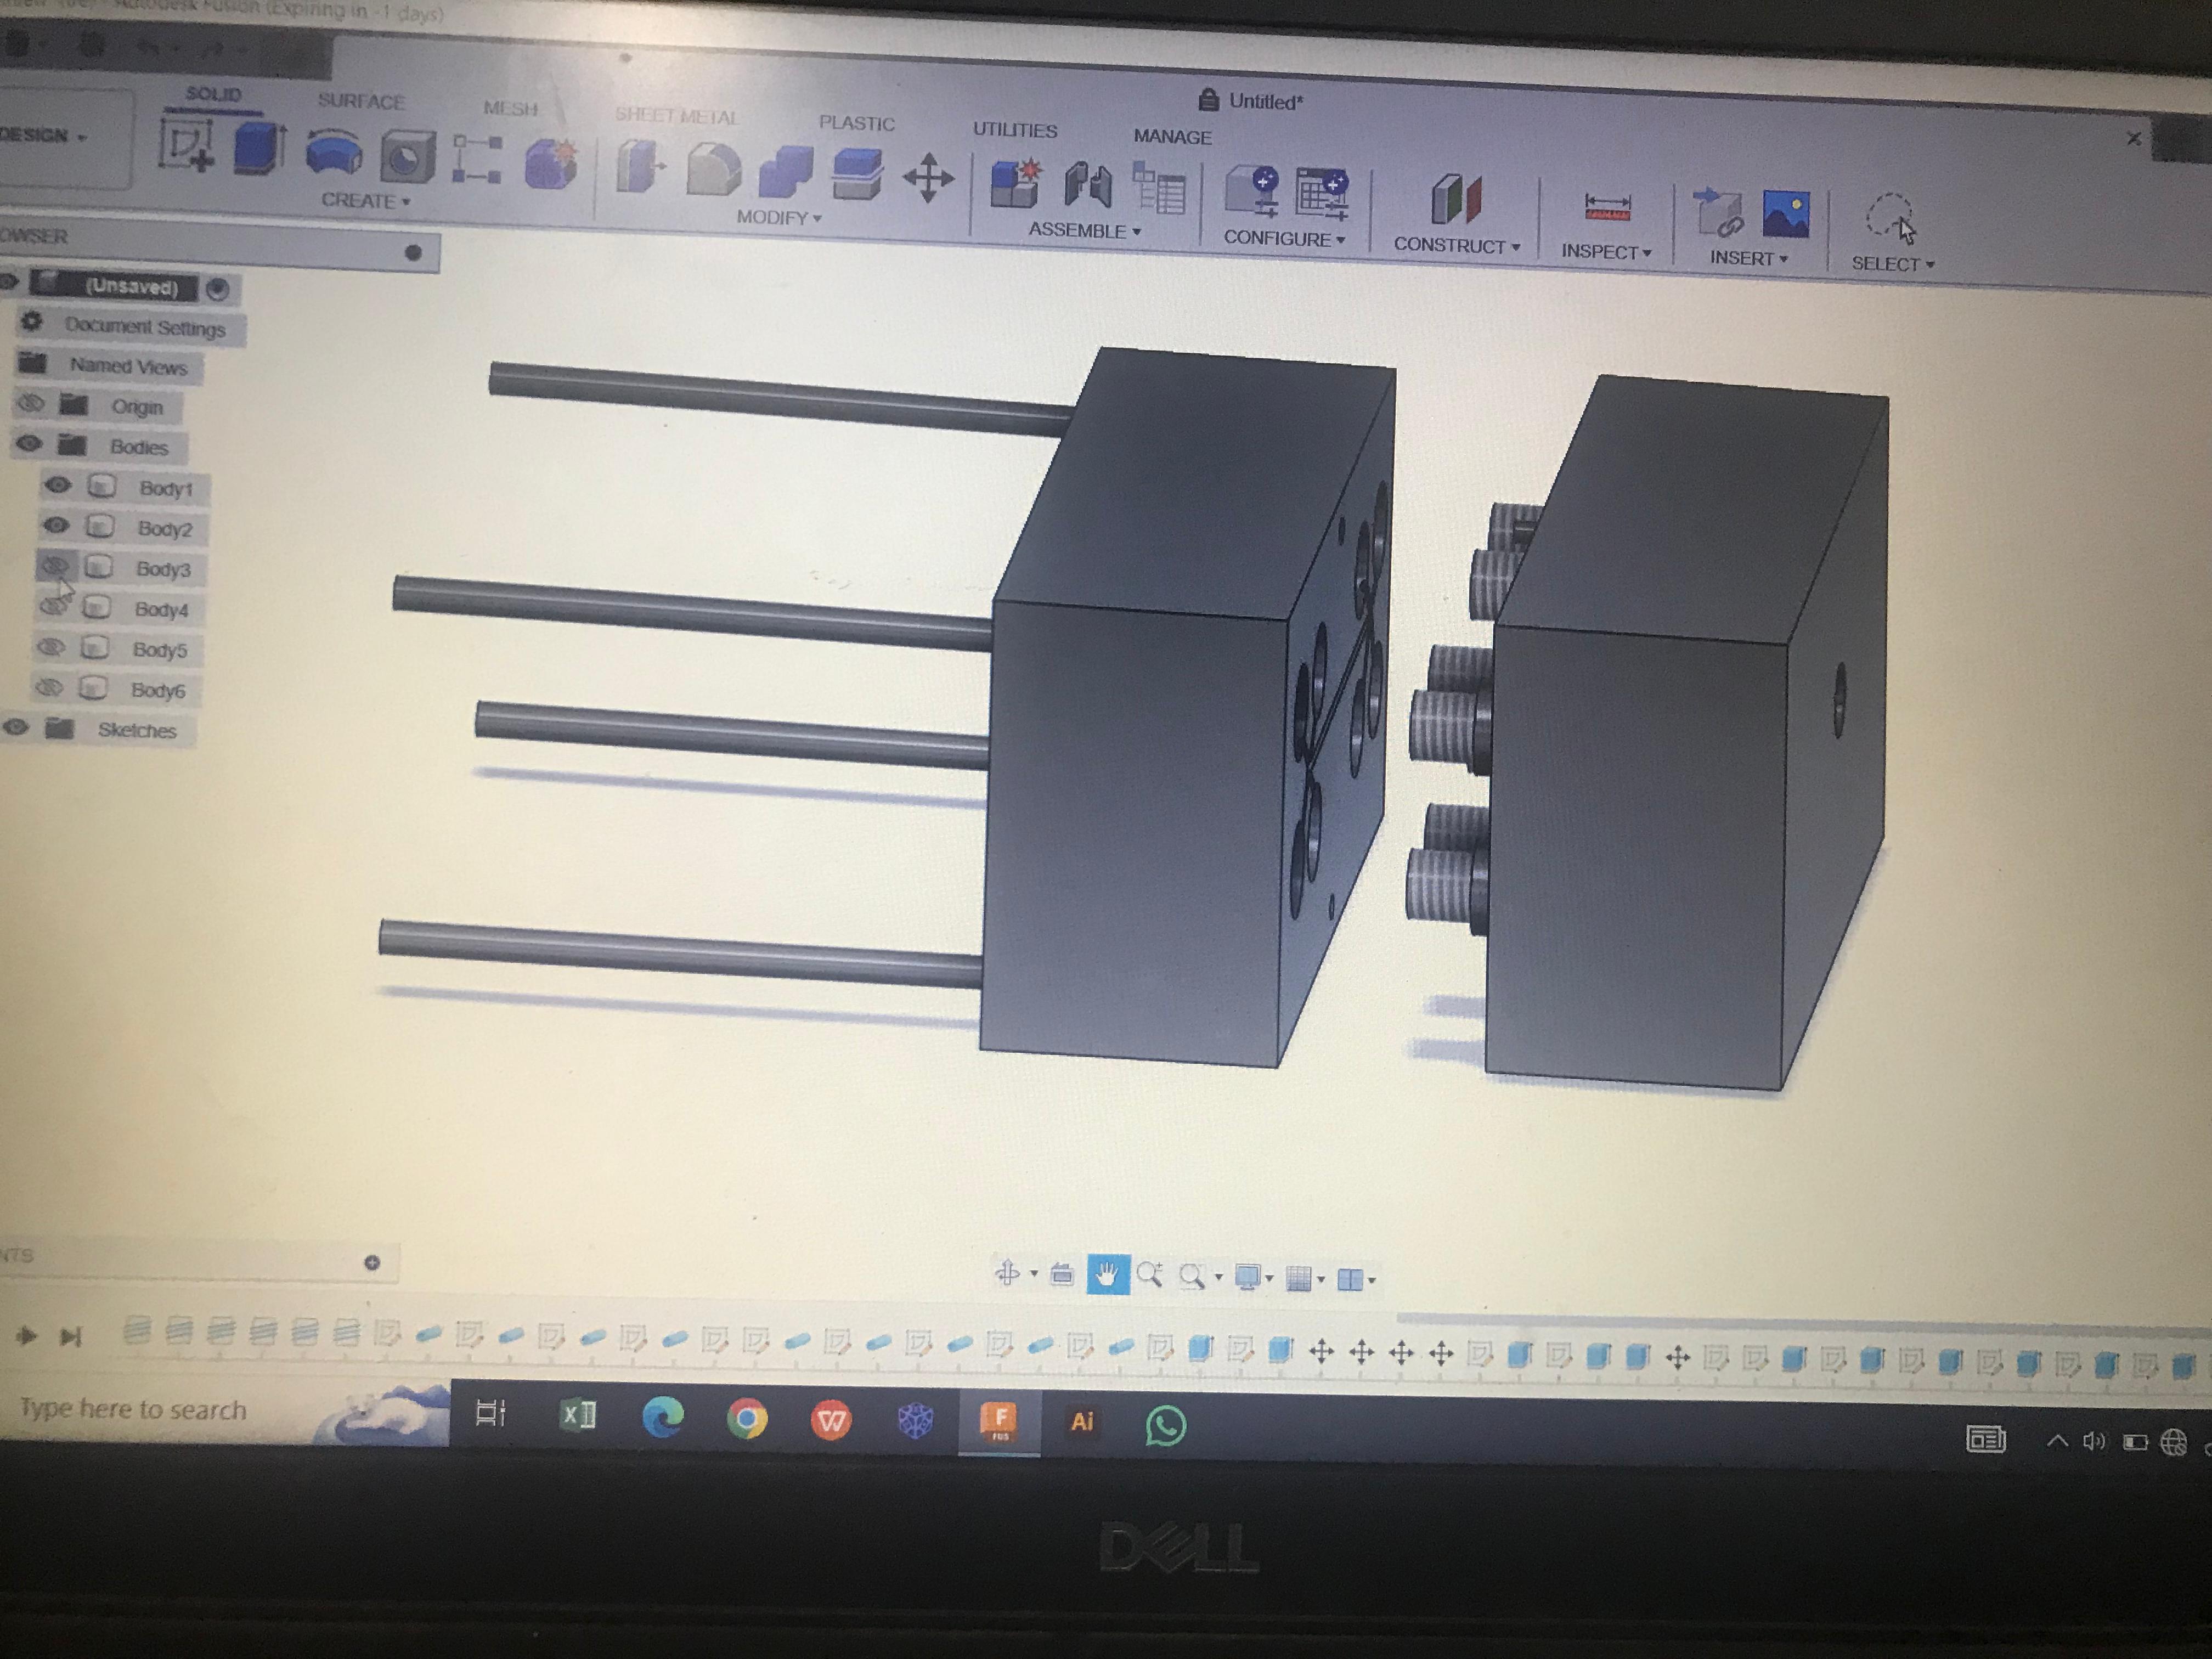 Autodesk Fusion (Expiring in -1 days)
Untitled*
DESIGN
SOLID
SURFACE
MESH
SHEET METAL
PLASTIC
UTILITIES
MANAGE
CREATE
MODIFY
ASSEMBLE
CONFIGURE
CONSTRUCT
INSPECT
INSERT
SELECT
OWSER
(Unsaved)
Document Settings
Named Views
Origin
Bodies
Body1
Body2
Body3
Body4
Body5
Body6
Sketches
NTS
Type here to search
F
FUS
Ai
DELL